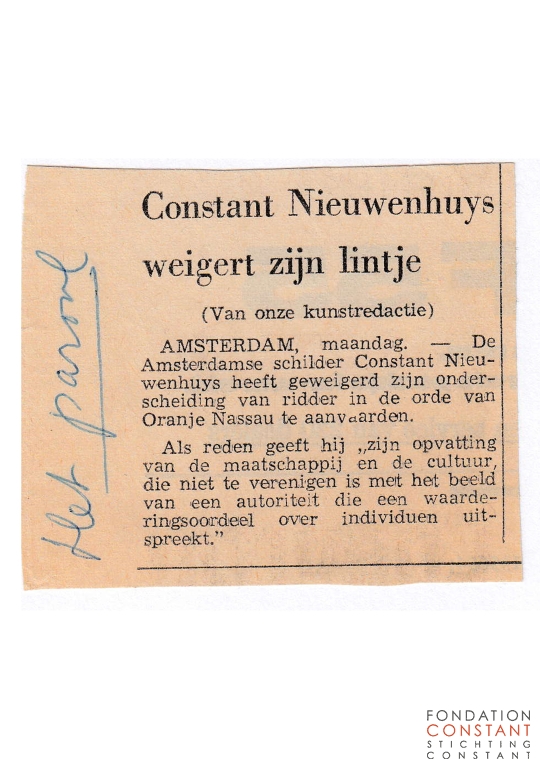 Het parool
Constant Nieuwenhuys
weigert zijn lintje
(Van onze kunstredactie)
AMSTERDAM, maandag. — De
Amsterdamse schilder Constant Nieu-
wenhuys heeft geweigerd zijn onder-
scheiding van ridder in de orde van
Oranje Nassau te aanvaarden.
Als reden geeft hij „zijn opvatting
van de maatschappij en de cultuur,
die niet te verenigen is met het beeld
van een autoriteit die een waarde-
ringsoordeel over individuen uit-
spreekt.”
FONDATION
CONSTANT
STICHTING
CONSTANT